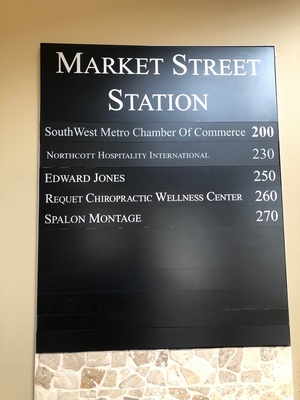 MARKET STREET
STATION
SOUTHWEST METRO CHAMBER OF COMMERCE 200
NORTHCOTT HOSPITALITY INTERNATIONAL 230
EDWARD JONES 250
REQUET CHIROPRACTIC WELLNESS CENTER 260
SPALON MONTAGE 270